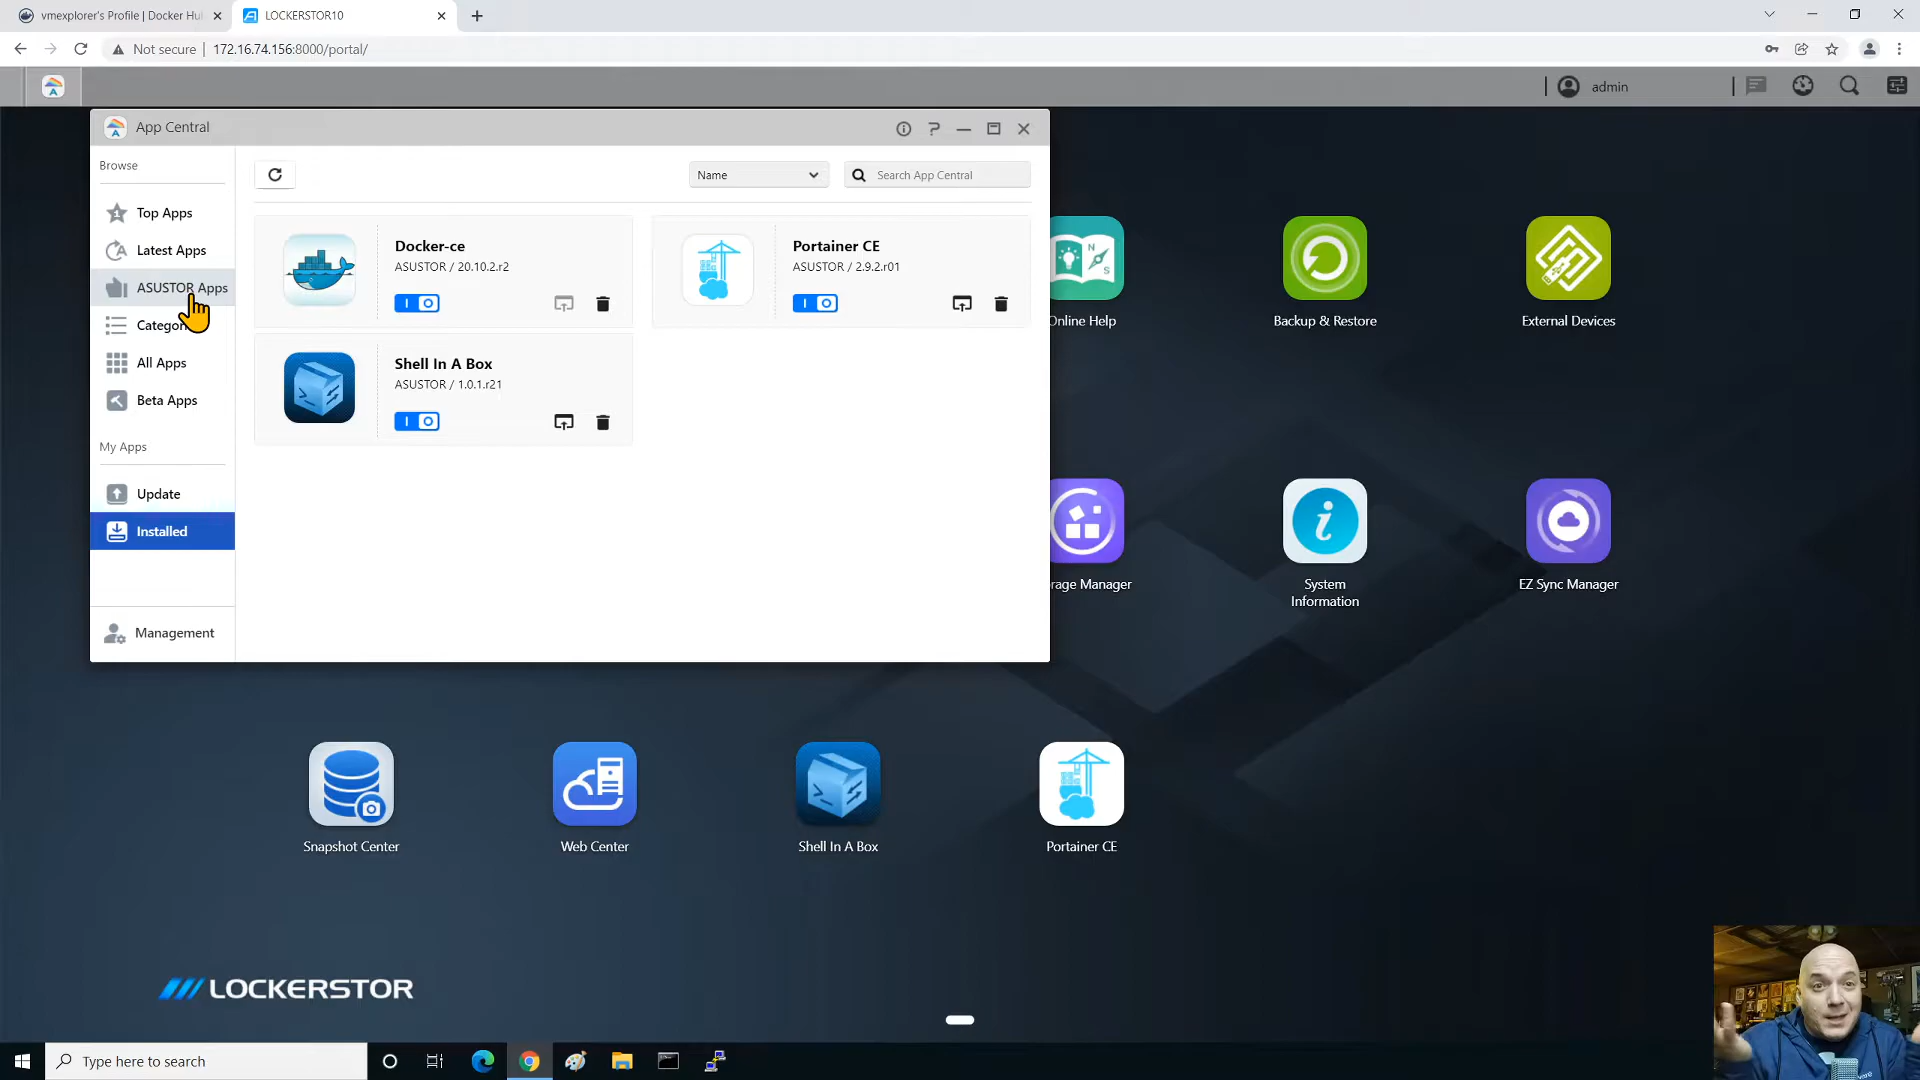 vmexplorer's Profile | Docker Hu
LOCKERSTOR10
Not secure
172.16.74.156:8000/portal/
admin
App Central
Browse
Top Apps
Latest Apps
ASUSTOR Apps
Categor
All Apps
Beta Apps
My Apps
Update
Installed
Management
Name
Search App Central
Docker-ce
ASUSTOR / 20.10.2.r2
Portainer CE
ASUSTOR / 2.9.2.r01
Shell In A Box
ASUSTOR / 1.0.1.r21
Online Help
Backup & Restore
External Devices
rage Manager
System
Information
EZ Sync Manager
Snapshot Center
Web Center
Shell In A Box
Portainer CE
LOCKERSTOR
Type here to search